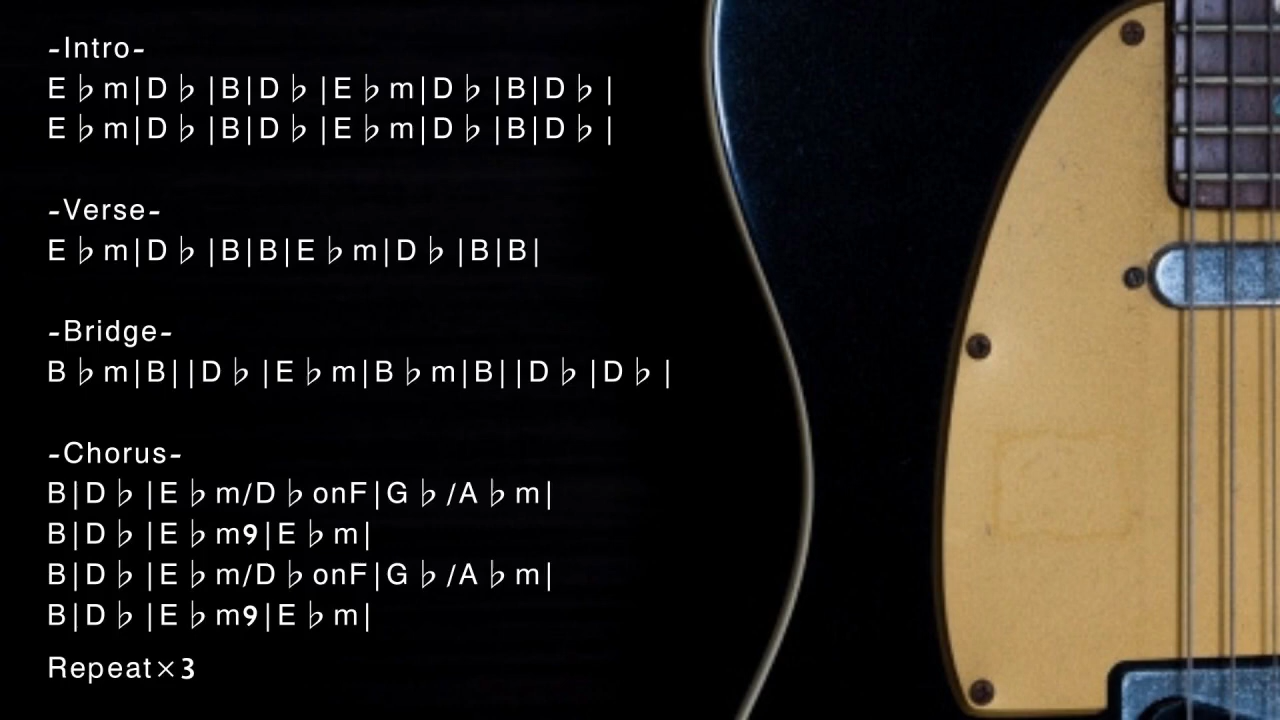 -Intro-
E♭m|D♭|B|D♭|E♭m|D♭|B|D♭|
E♭m|D♭|B|D♭|E♭m|D♭|B|D♭|
-Verse-
E♭m|D♭|B|B|E♭m|D♭|B|B|
-Bridge-
B♭m|B||D♭|E♭m|B♭m|B||D♭|D♭|
-Chorus-
B|D♭|E♭m/D♭onF|G♭/A♭m|
B|D♭|E♭m9|E♭m|
B|D♭|E♭m/D♭onF|G♭/A♭m|
B|D♭|E♭m9|E♭m|
Repeat×3